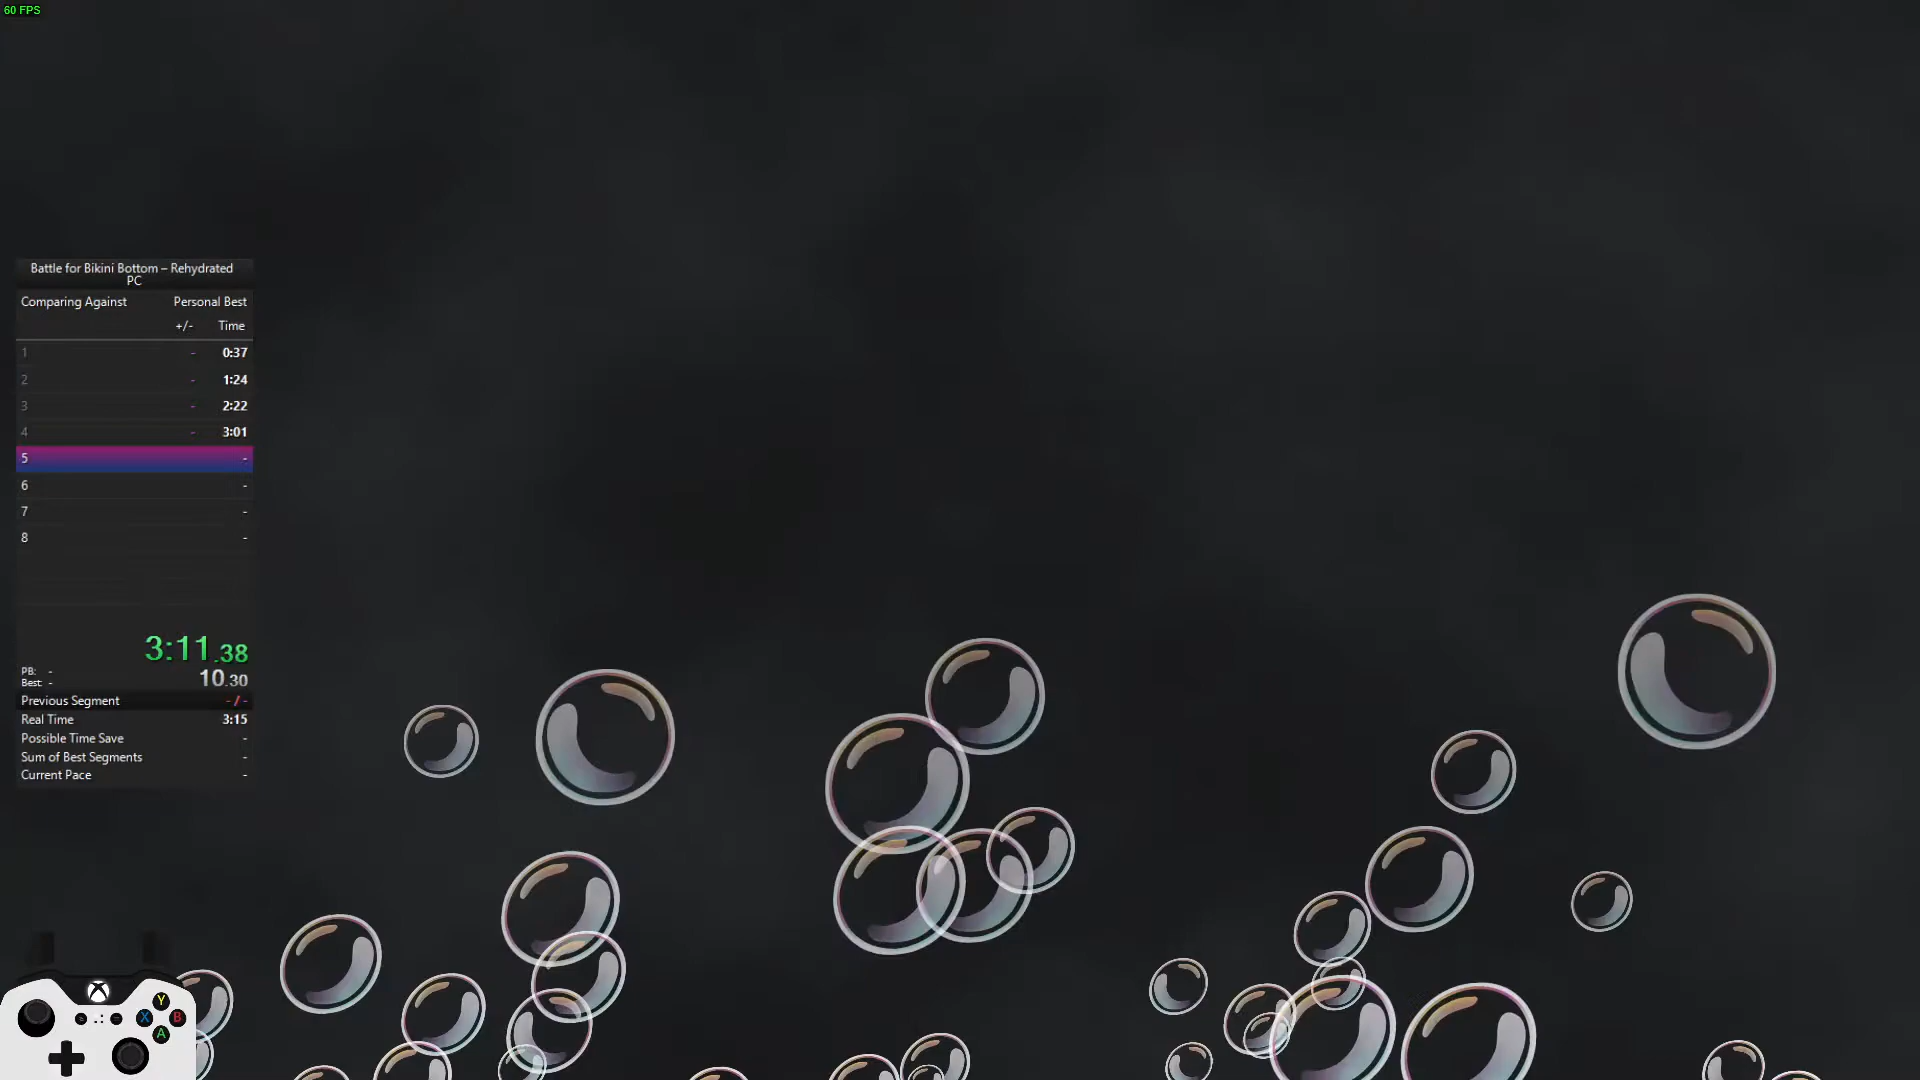 60 FPS
Battle for Bikini Bottom – Rehydrated
PC
Comparing Against Personal Best
+/- Time
1 - 0:37
2 - 1:24
3 - 2:22
4 - 3:01
5 -
6 -
7 -
8 -
3:11.38
PB: -
Best: -
10.30
Previous Segment - / -
Real Time 3:15
Possible Time Save -
Sum of Best Segments -
Current Pace -
Y
X B
A